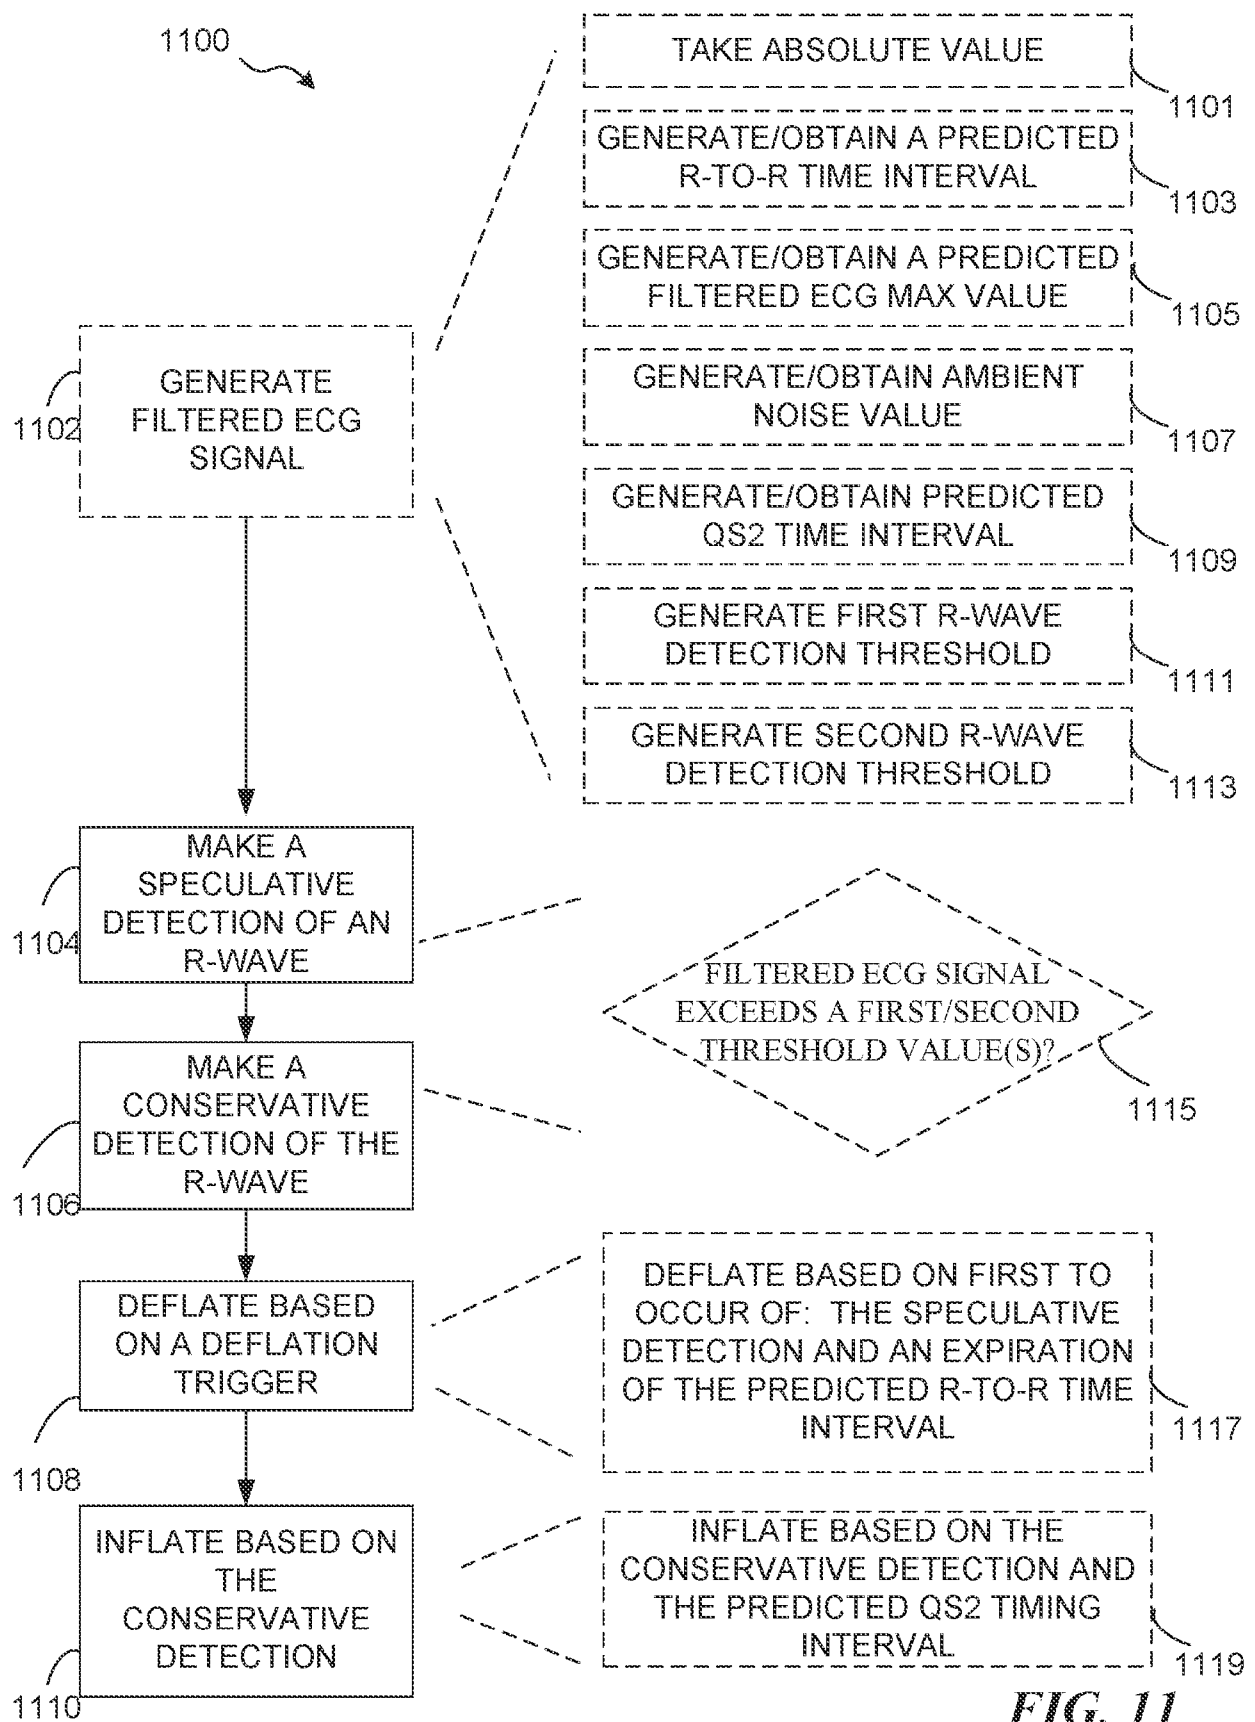 1100
TAKE ABSOLUTE VALUE
1101
GENERATE/OBTAIN A PREDICTED
R-TO-R TIME INTERVAL
1103
GENERATE/OBTAIN A PREDICTED
FILTERED ECG MAX VALUE
1105
GENERATE
FILTERED ECG
SIGNAL
1102
GENERATE/OBTAIN AMBIENT
NOISE VALUE
1107
GENERATE/OBTAIN PREDICTED
QS2 TIME INTERVAL
1109
GENERATE FIRST R-WAVE
DETECTION THRESHOLD
1111
GENERATE SECOND R-WAVE
DETECTION THRESHOLD
1113
MAKE A
SPECULATIVE
DETECTION OF AN
R-WAVE
1104
FILTERED ECG SIGNAL
EXCEEDS A FIRST/SECOND
THRESHOLD VALUE(S)?
1115
MAKE A
CONSERVATIVE
DETECTION OF THE
R-WAVE
1106
DEFLATE BASED
ON A DEFLATION
TRIGGER
1108
DEFLATE BASED ON FIRST TO
OCCUR OF: THE SPECULATIVE
DETECTION AND AN EXPIRATION
OF THE PREDICTED R-TO-R TIME
INTERVAL
1117
INFLATE BASED ON
THE
CONSERVATIVE
DETECTION
1110
INFLATE BASED ON THE
CONSERVATIVE DETECTION AND
THE PREDICTED QS2 TIMING
INTERVAL
1119
FIG. 11